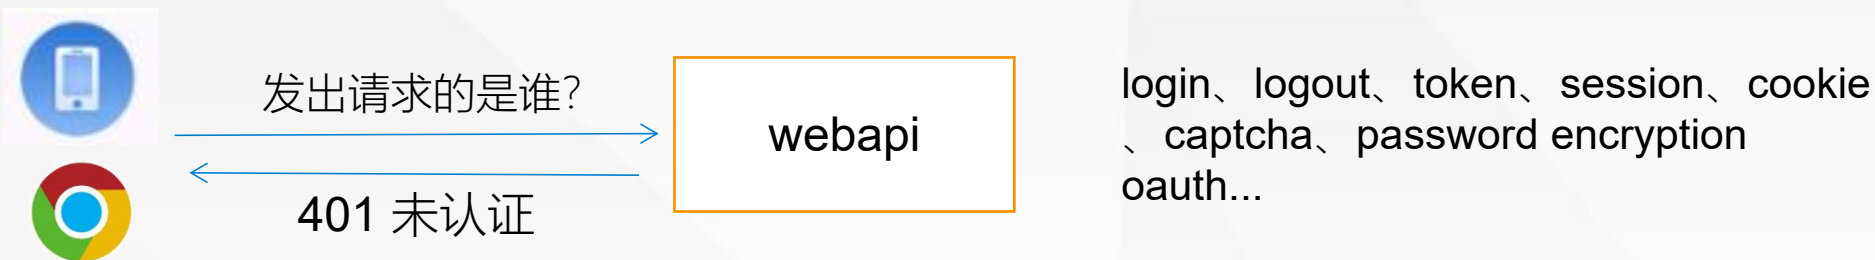 发出请求的是谁?
401 未认证
webapi
login、logout、token、session、cookie
、captcha、password encryption
oauth...